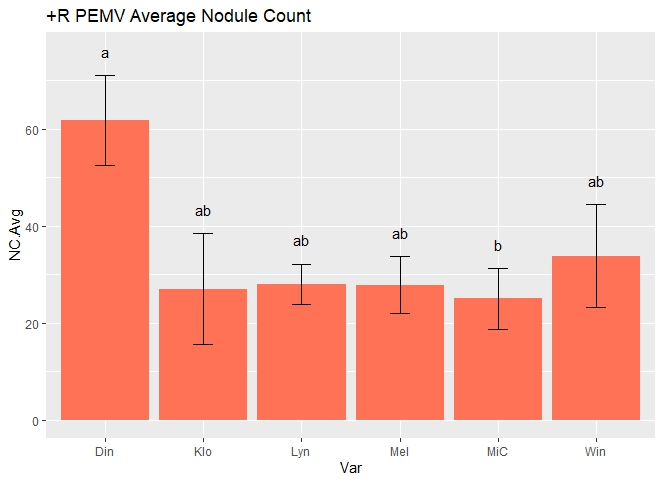 +R PEMV Average Nodule Count
a
ab
ab
ab
b
ab
NC.Avg
60
40
20
0
Din Klo Lyn Mel MiC Win
Var